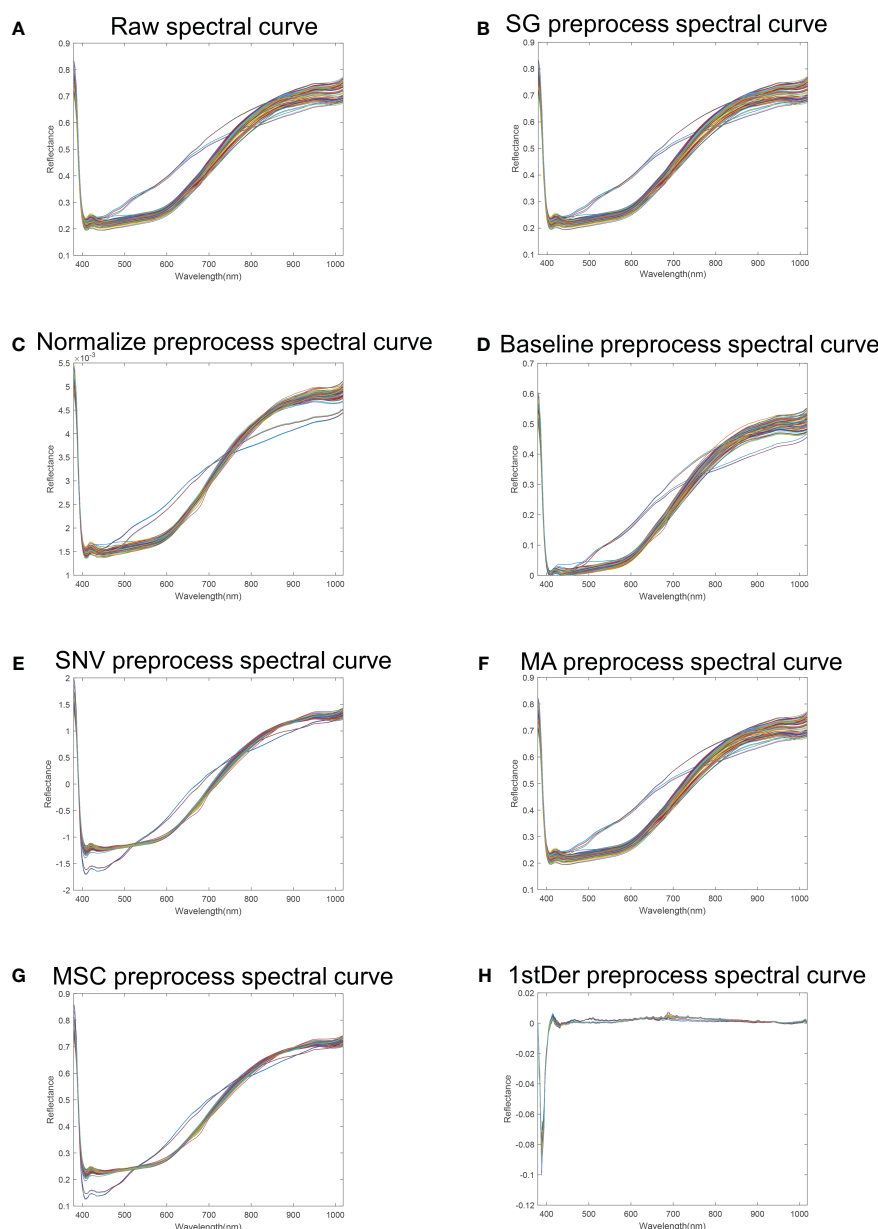 A Raw spectral curve
0.9
0.8
0.7
0.6
0.5
0.4
0.3
0.2
0.1
Reflectance
400 500 600 700 800 900 1000
Wavelength(nm)
B SG preprocess spectral curve
0.9
0.8
0.7
0.6
0.5
0.4
0.3
0.2
0.1
Reflectance
400 500 600 700 800 900 1000
Wavelength(nm)
C Normalize preprocess spectral curve
×10-3
5.5
5
4.5
4
3.5
3
2.5
2
1.5
1
Reflectance
400 500 600 700 800 900 1000
Wavelength(nm)
D Baseline preprocess spectral curve
0.7
0.6
0.5
0.4
0.3
0.2
0.1
0
Reflectance
400 500 600 700 800 900 1000
Wavelength(nm)
E SNV preprocess spectral curve
2
1.5
1
0.5
0
-0.5
-1
-1.5
-2
Reflectance
400 500 600 700 800 900 1000
Wavelength(nm)
F MA preprocess spectral curve
0.9
0.8
0.7
0.6
0.5
0.4
0.3
0.2
0.1
Reflectance
400 500 600 700 800 900 1000
Wavelength(nm)
G MSC preprocess spectral curve
0.9
0.8
0.7
0.6
0.5
0.4
0.3
0.2
0.1
Reflectance
400 500 600 700 800 900 1000
Wavelength(nm)
H 1stDer preprocess spectral curve
0.02
0
-0.02
-0.04
-0.06
-0.08
-0.1
-0.12
Reflectance
400 500 600 700 800 900 1000
Wavelength(nm)